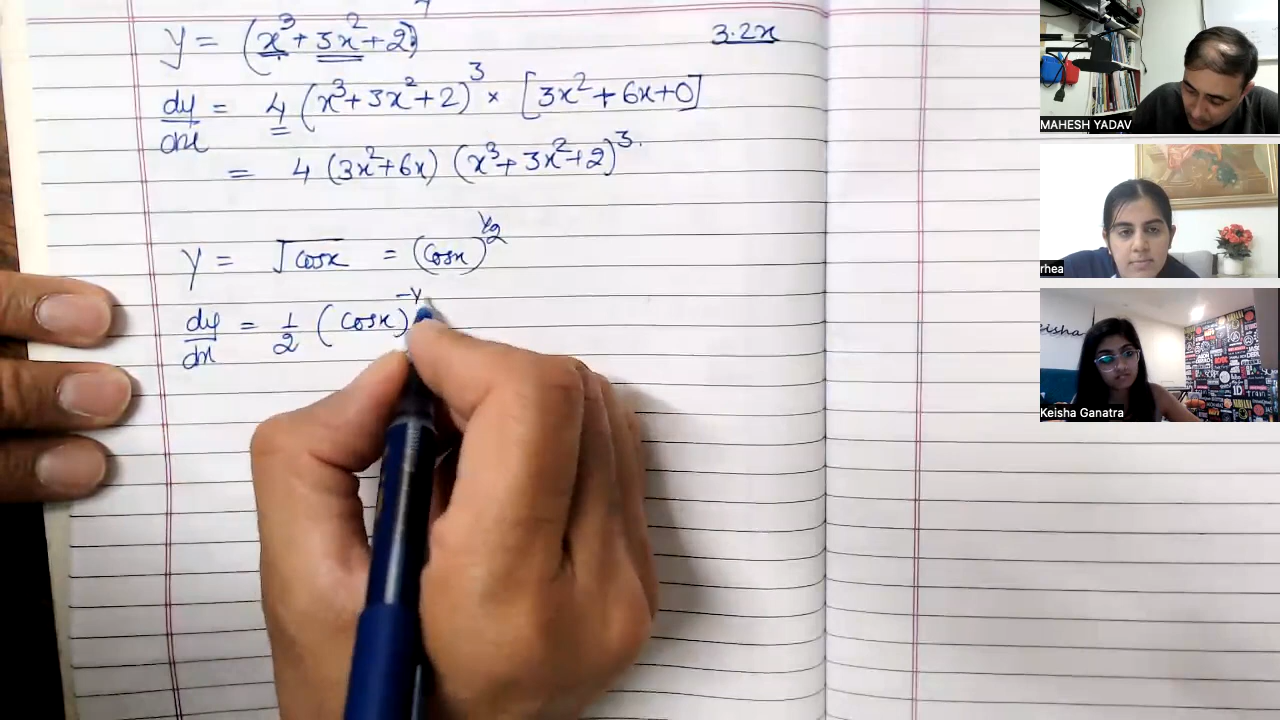 y = (x³ + 3x² + 2)⁴
3.2x
dy/dx = 4 (x³+3x²+2)³ × [3x²+6x+0]
= 4 (3x²+6x) (x³+3x²+2)³.
y = √cosx = (cosx)^1/2
dy/dx = 1/2 (cosx)^-1/
MAHESH YADAV
rhea
Keisha
Keisha Ganatra